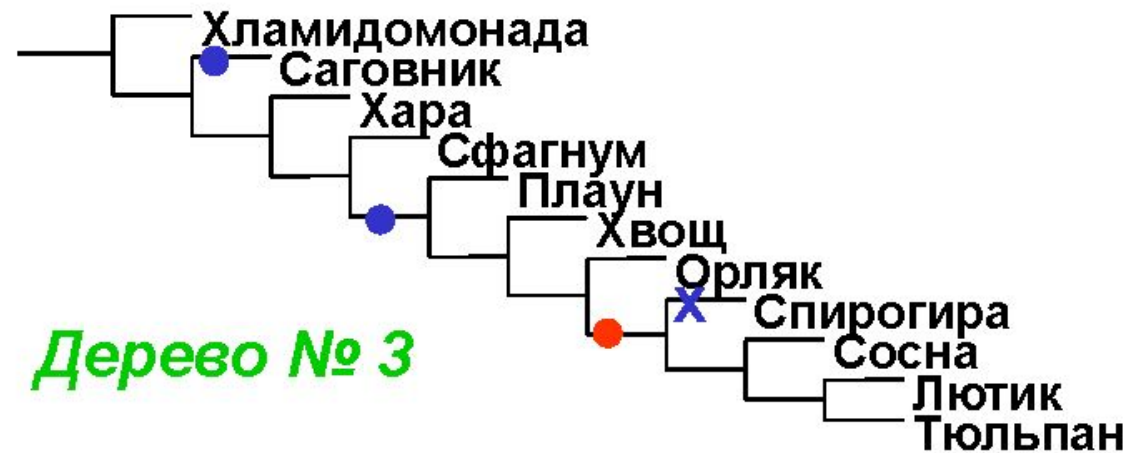 Хламидомонада
Саговник
Хара
Сфагнум
Плаун
Хвощ
Орляк
Х
Спирогира
Дерево № 3
Сосна
Лютик
Тюльпан